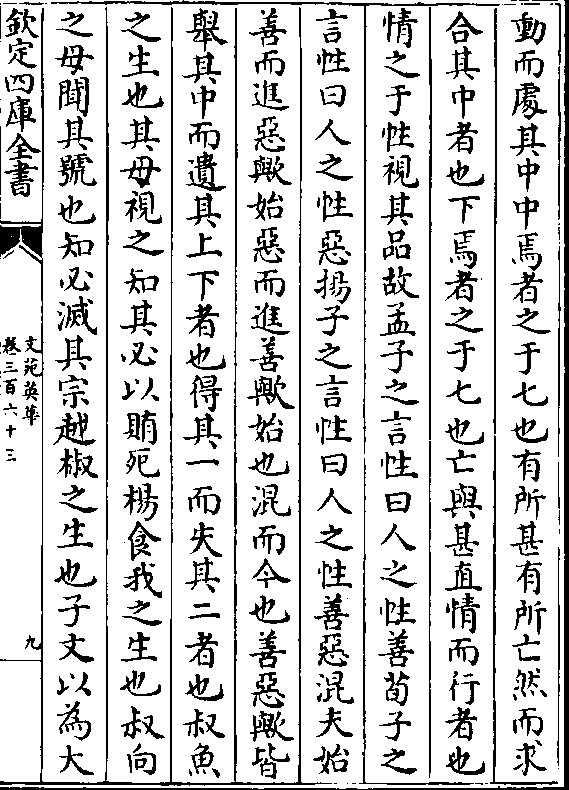 動而處其中中焉者之于七也有所甚有所亡然而求
合其中者也下焉者之于七也亡與甚直情而行者也
情之于性視其品故孟子之言性曰人之性善荀子之
言性曰人之性惡揚子之言性曰人之性善惡混夫始
善而進惡歟始惡而進善歟始也混而今也善惡歟皆
舉其中而遺其上下者也得其一而失其二者也叔魚
之生也其母視之知其必以賄死楊食我之生也叔向
之母聞其號也知必滅其宗越椒之生也子文以為大
欽定四庫全書
文苑英華
卷三百六十三
九